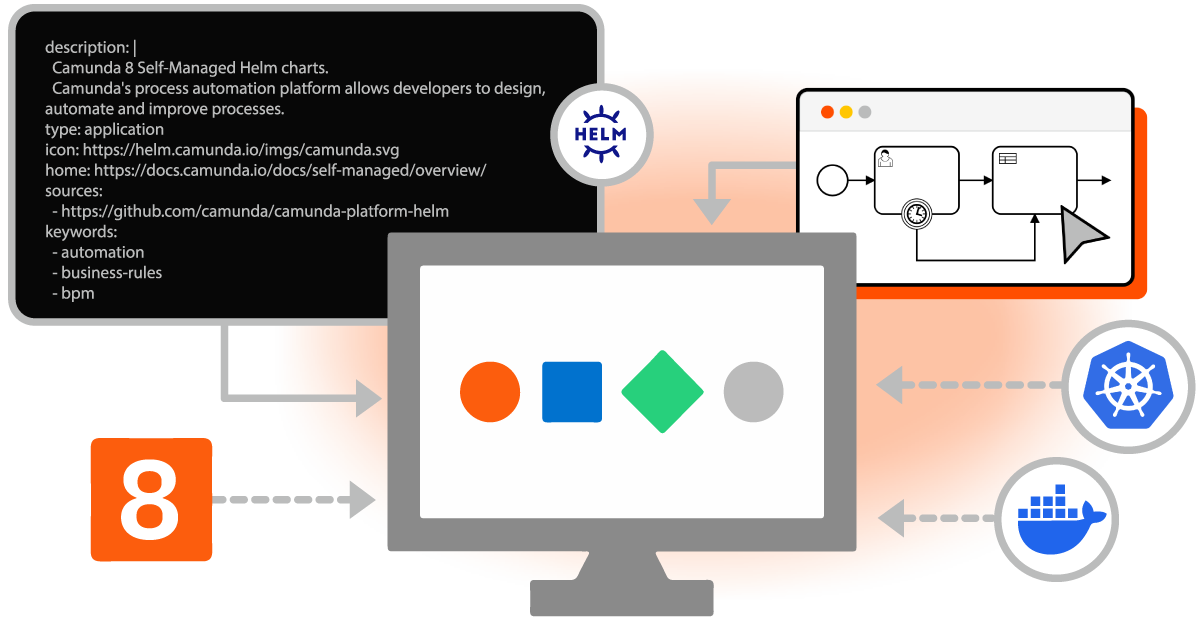 description: |
Camunda 8 Self-Managed Helm charts.
Camunda's process automation platform allows developers to design,
automate and improve processes.
type: application
icon: https://helm.camunda.io/imgs/camunda.svg
home: https://docs.camunda.io/docs/self-managed/overview/
sources:
- https://github.com/camunda/camunda-platform-helm
keywords:
- automation
- business-rules
- bpm
HELM
8